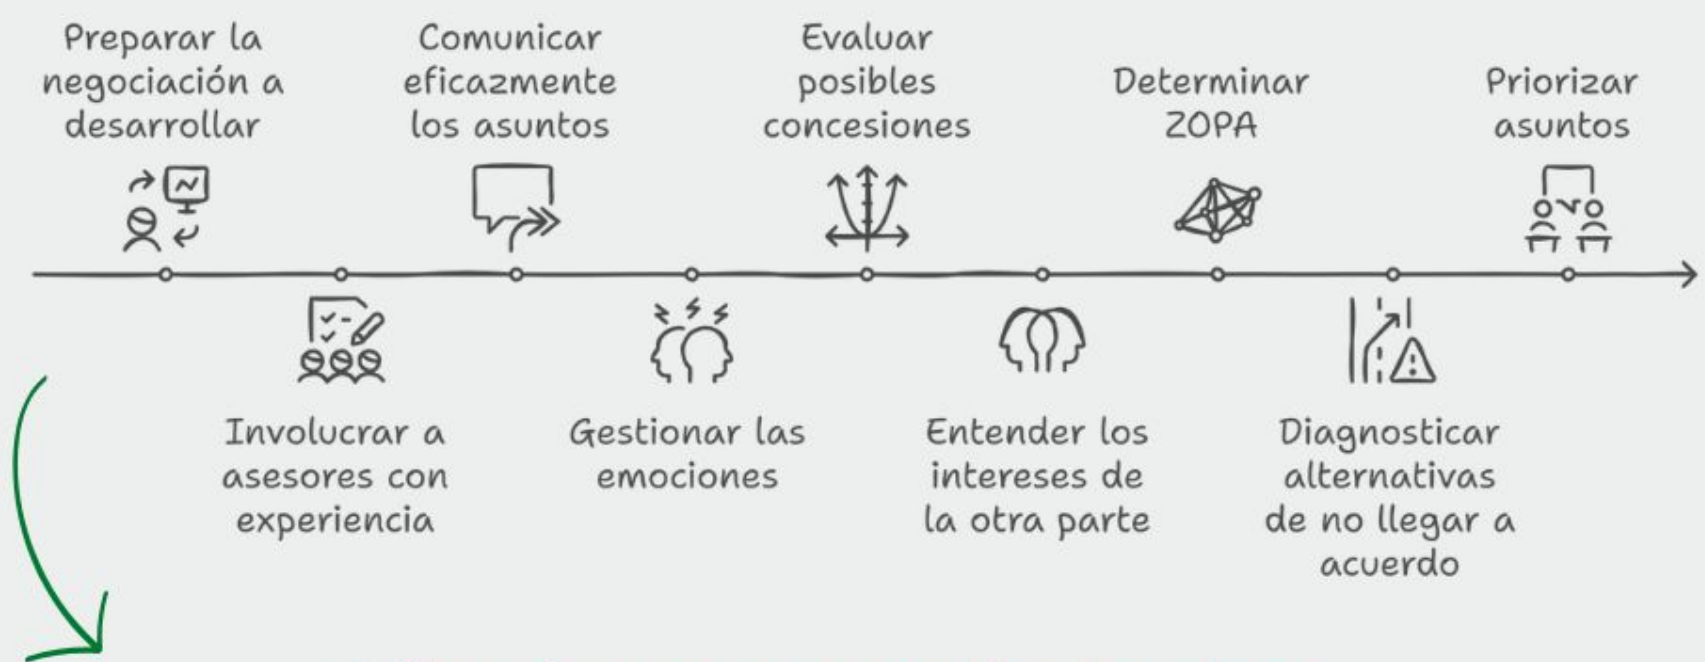 Preparar la
negociación a
desarrollar
Comunicar
eficazmente
los asuntos
Evaluar
posibles
concesiones
Determinar
ZOPA
Priorizar
asuntos
Involucrar a
asesores con
experiencia
Gestionar las
emociones
Entender los
intereses de
la otra parte
Diagnosticar
alternativas
de no llegar a
acuerdo